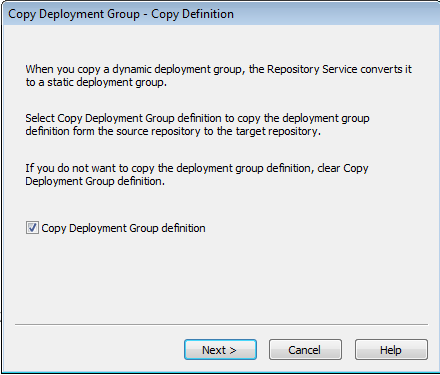 Copy Deployment Group - Copy Definition
When you copy a dynamic deployment group, the Repository Service converts it
to a static deployment group.
Select Copy Deployment Group definition to copy the deployment group
definition form the source repository to the target repository.
If you do not want to copy the deployment group definition, clear Copy
Deployment Group definition.
Copy Deployment Group definition
Next > Cancel Help